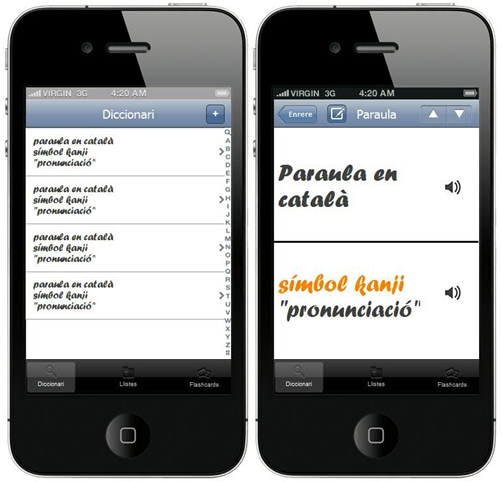 VIRGIN 3G 4:20 AM
Diccionari +
paraula en català
símbol kanji
"pronunciació"
paraula en català
símbol kanji
"pronunciació"
paraula en català
símbol kanji
"pronunciació"
paraula en català
símbol kanji
"pronunciació"
A
B
C
D
E
F
G
H
I
J
K
L
M
N
O
P
Q
R
S
T
U
V
W
X
Y
Z
#
Diccionari Llistes Flashcards
VIRGIN 3G 4:20 AM
Enrere Paraula
Paraula en
català
símbol kanji
"pronunciació"
Diccionari Llistes Flashcards